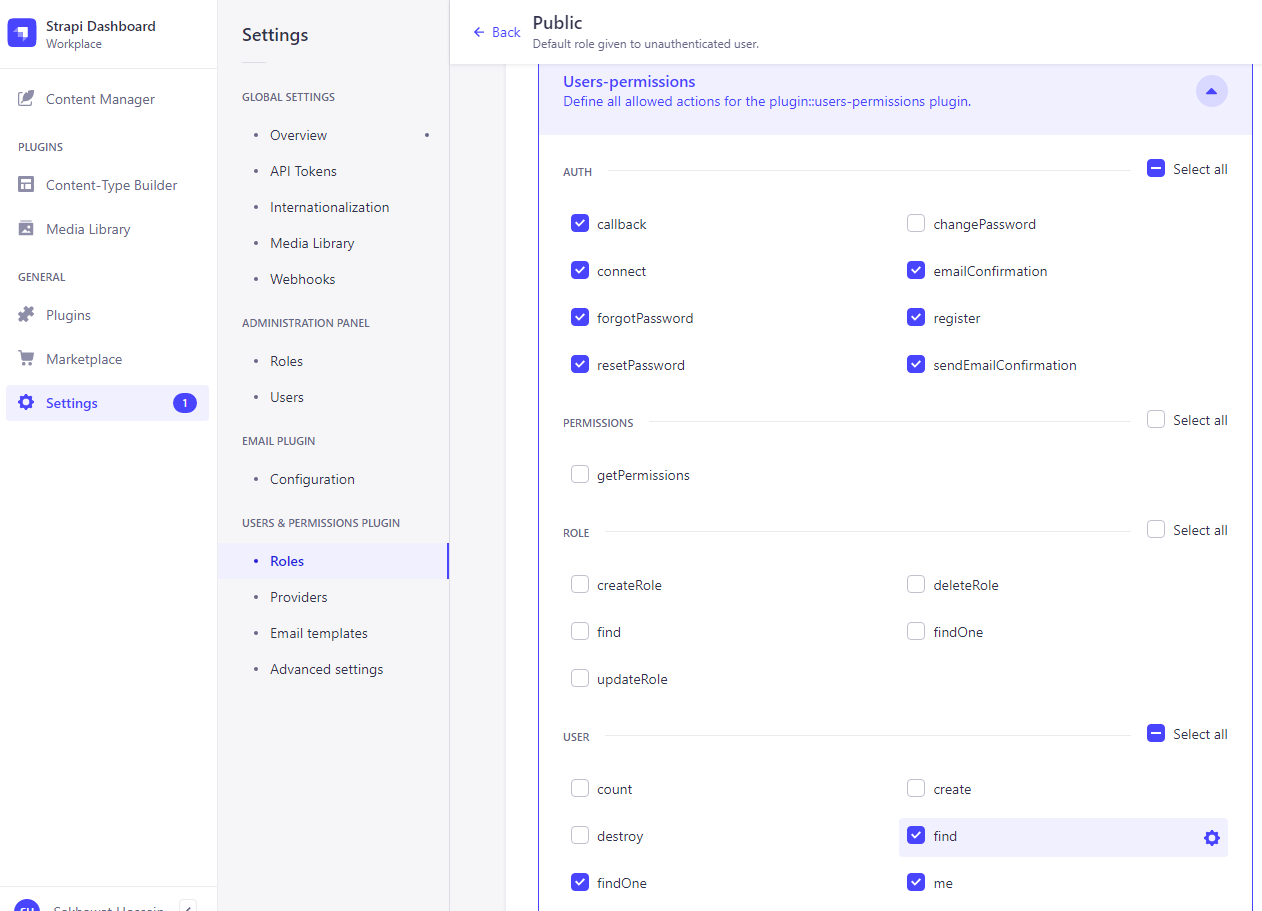 Strapi Dashboard
Workplace
Content Manager
PLUGINS
Content-Type Builder
Media Library
GENERAL
Plugins
Marketplace
Settings
1
Settings
GLOBAL SETTINGS
Overview
API Tokens
Internationalization
Media Library
Webhooks
ADMINISTRATION PANEL
Roles
Users
EMAIL PLUGIN
Configuration
USERS & PERMISSIONS PLUGIN
Roles
Providers
Email templates
Advanced settings
Back
Public
Default role given to unauthenticated user.
Users-permissions
Define all allowed actions for the plugin::users-permissions plugin.
AUTH
Select all
callback
changePassword
connect
emailConfirmation
forgotPassword
register
resetPassword
sendEmailConfirmation
PERMISSIONS
Select all
getPermissions
ROLE
Select all
createRole
deleteRole
find
findOne
updateRole
USER
Select all
count
create
destroy
find
findOne
me